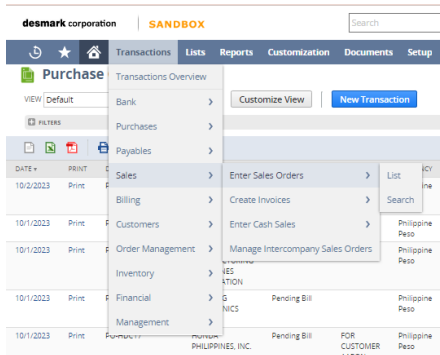 desmark corporation SANDBOX Search
Transactions Lists Reports Customization Documents Setup
Purchase
VIEW Default Customize View New Transaction
FILTERS
DATE PRINT
Transactions Overview
Bank
Purchases
Payables
Sales
Billing
Customers
Order Management
Inventory
Financial
Management
Enter Sales Orders
Create Invoices
Enter Cash Sales
Manage Intercompany Sales Orders
List
Search
10/2/2023 Print
10/1/2023 Print Philippine
Peso
10/1/2023 Print Philippine
Peso
10/1/2023 Print Pending Bill Philippine
Peso
10/1/2023 Print PHILIPPINES, INC. Pending Bill FOR
CUSTOMER Philippine
Peso